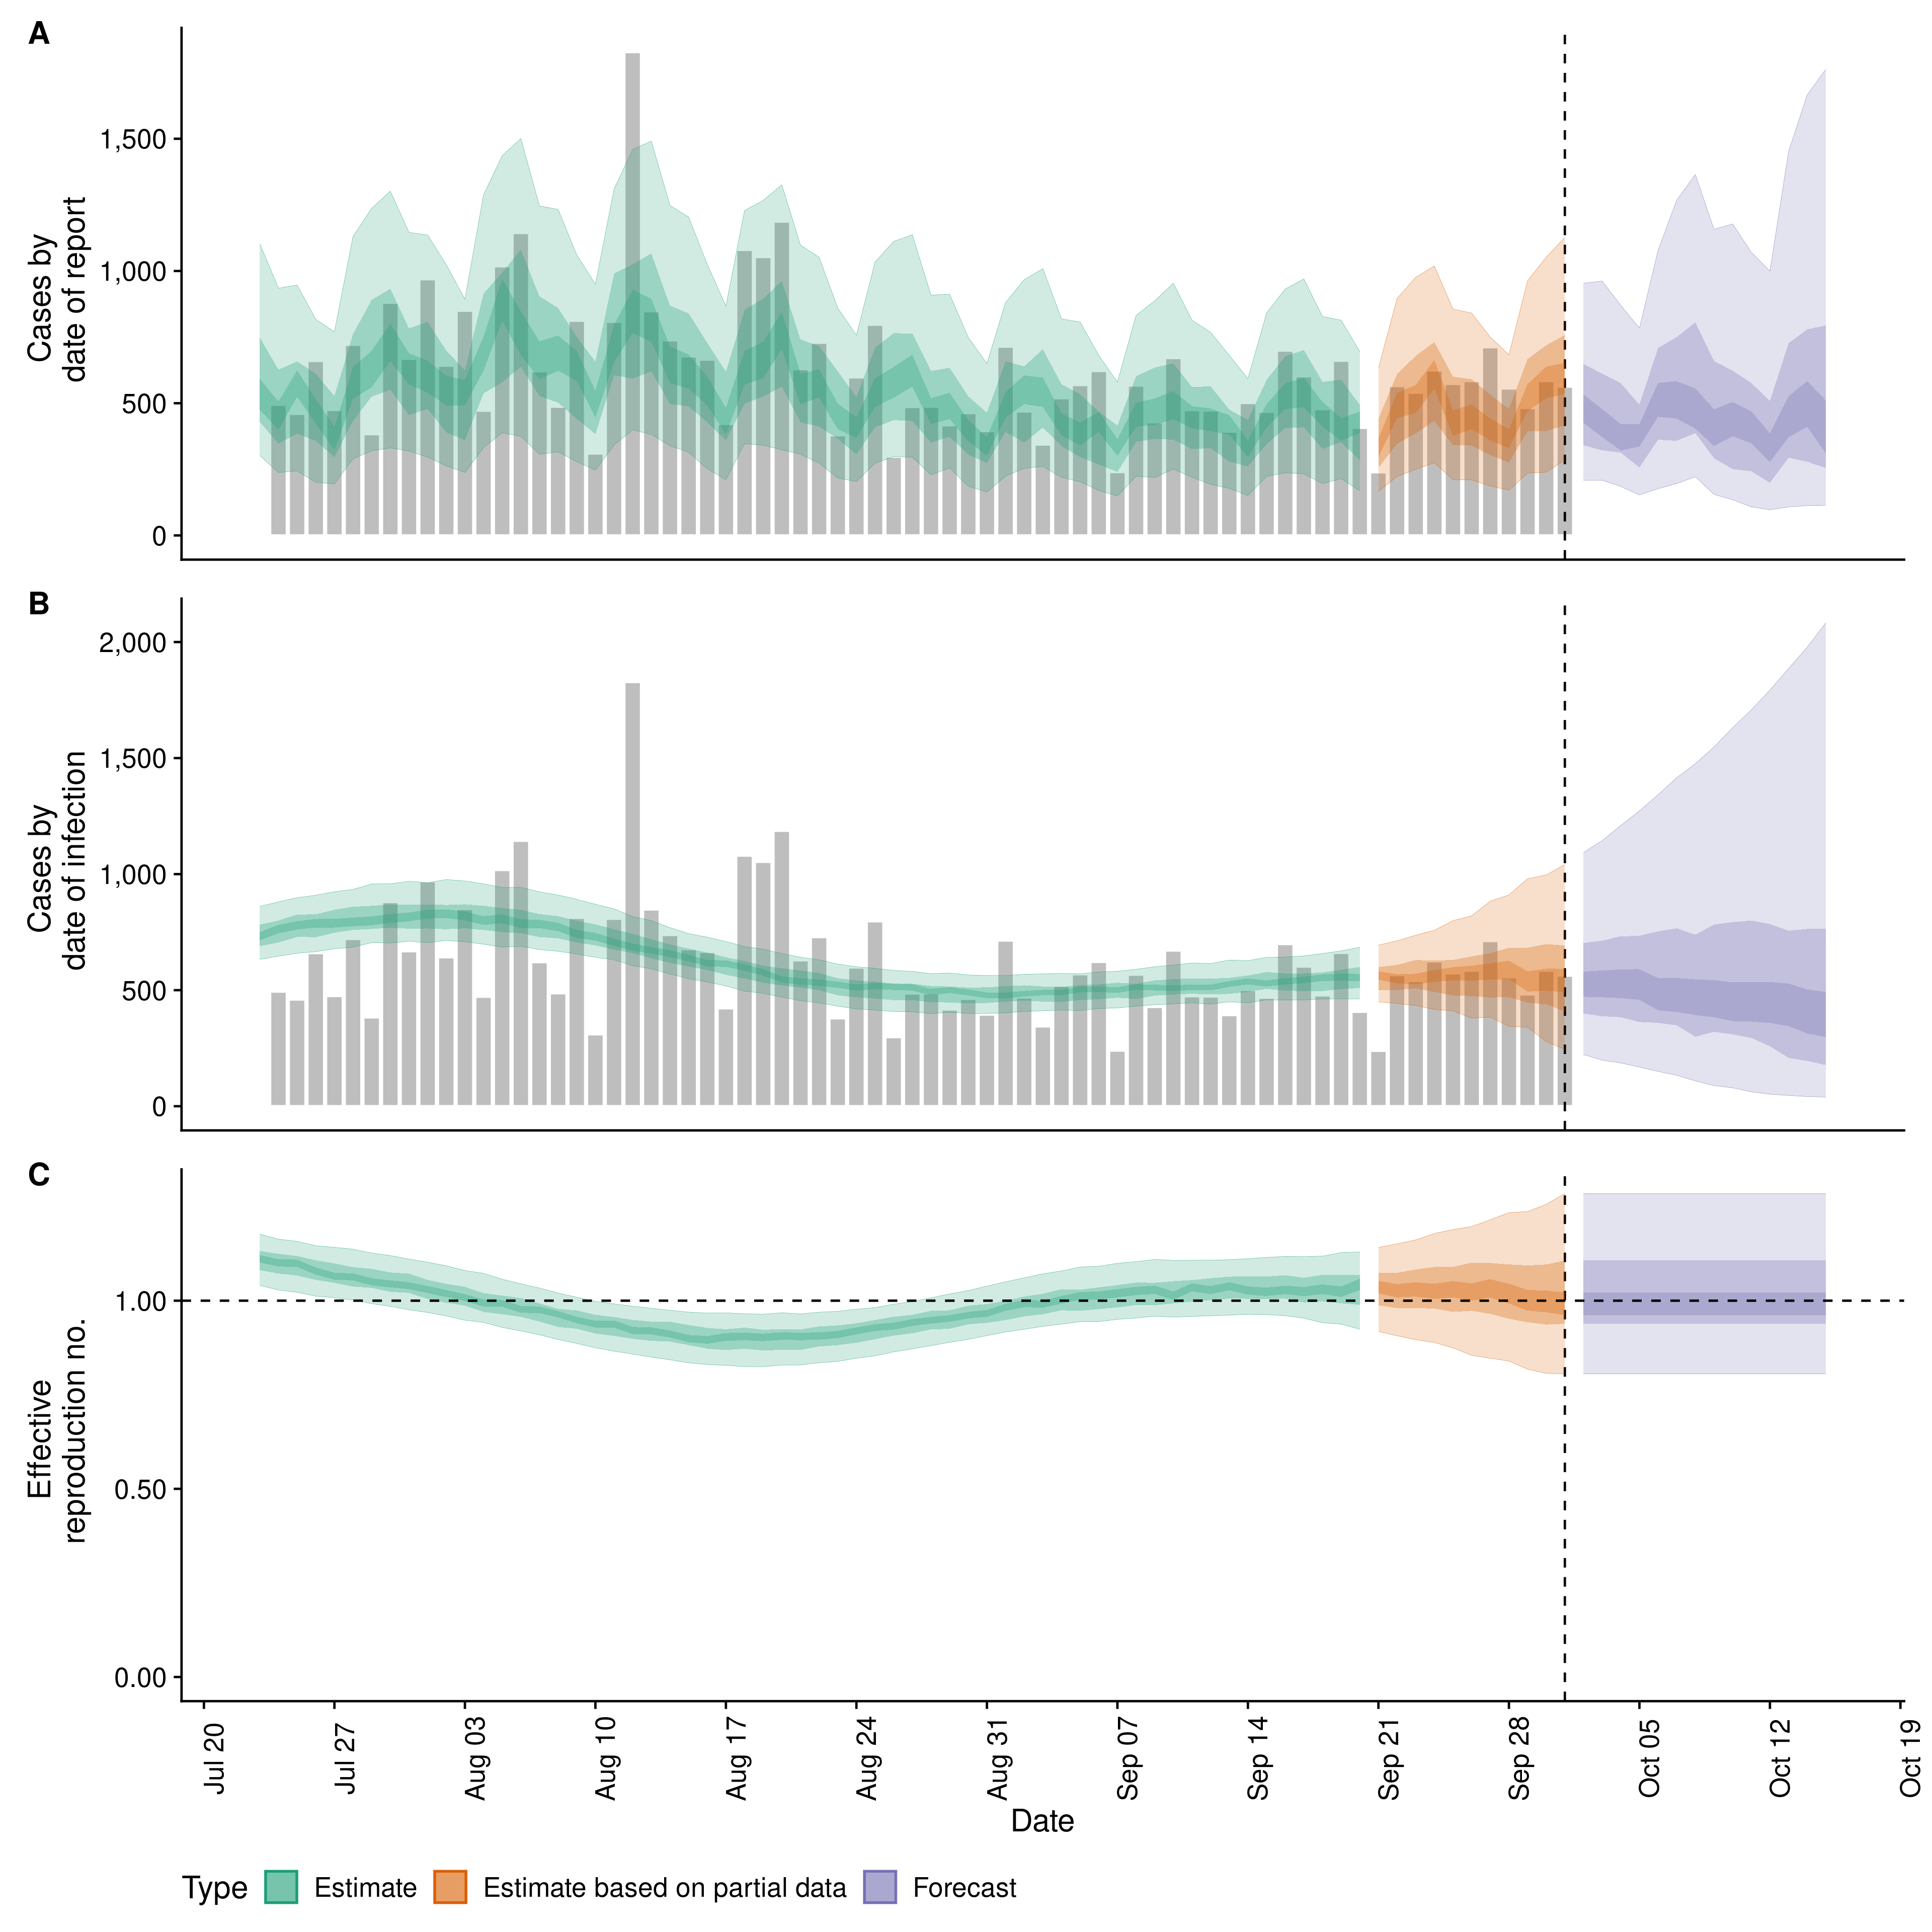 A
Cases by
date of report
1,500
1,000
500
0
B
Cases by
date of infection
2,000
1,500
1,000
500
0
C
Effective
reproduction no.
1.00
0.50
0.00
Jul 20
Jul 27
Aug 03
Aug 10
Aug 17
Aug 24
Aug 31
Sep 07
Sep 14
Sep 21
Sep 28
Oct 05
Oct 12
Oct 19
Date
Type Estimate Estimate based on partial data Forecast